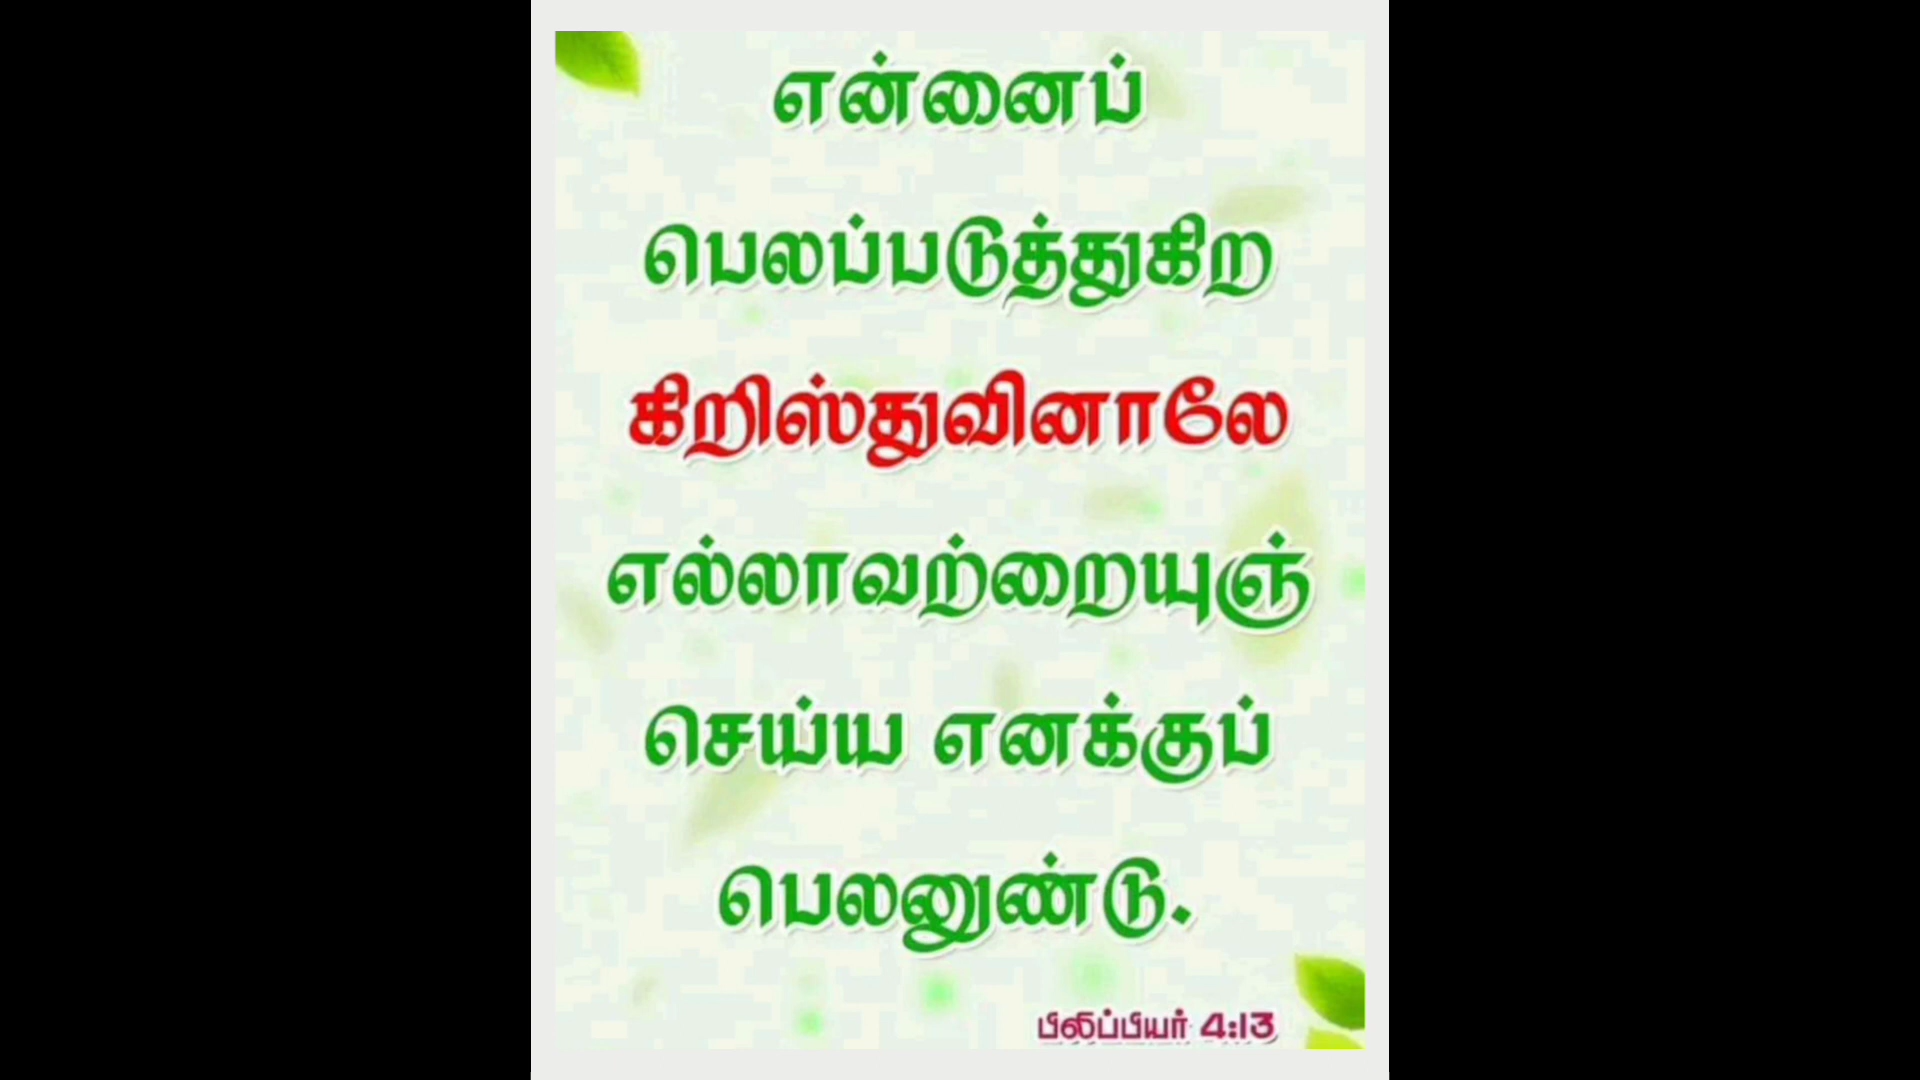 என்னைப்
பெலப்படுத்துகிற
கிறிஸ்துவினாலே
எல்லாவற்றையுஞ்
செய்ய எனக்குப்
பெலனுண்டு.
பிலிப்பியர் 4:13